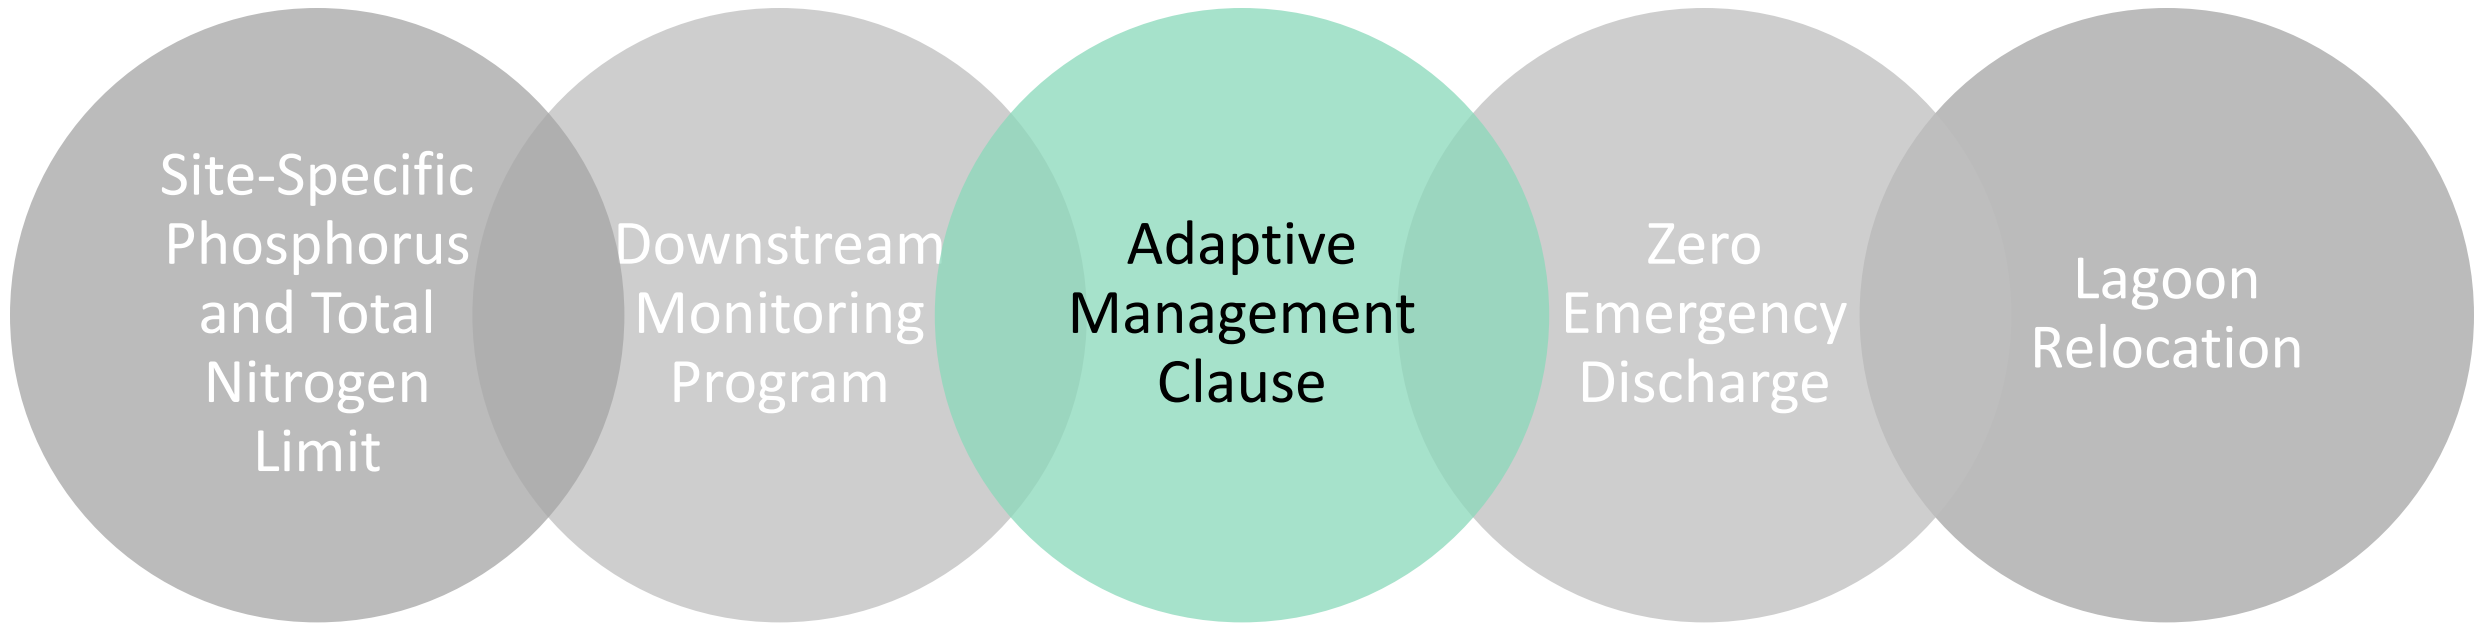 Site-Specific
Phosphorus
and Total
Nitrogen
Limit
Downstream
Monitoring
Program
Adaptive
Management
Clause
Zero
Emergency
Discharge
Lagoon
Relocation